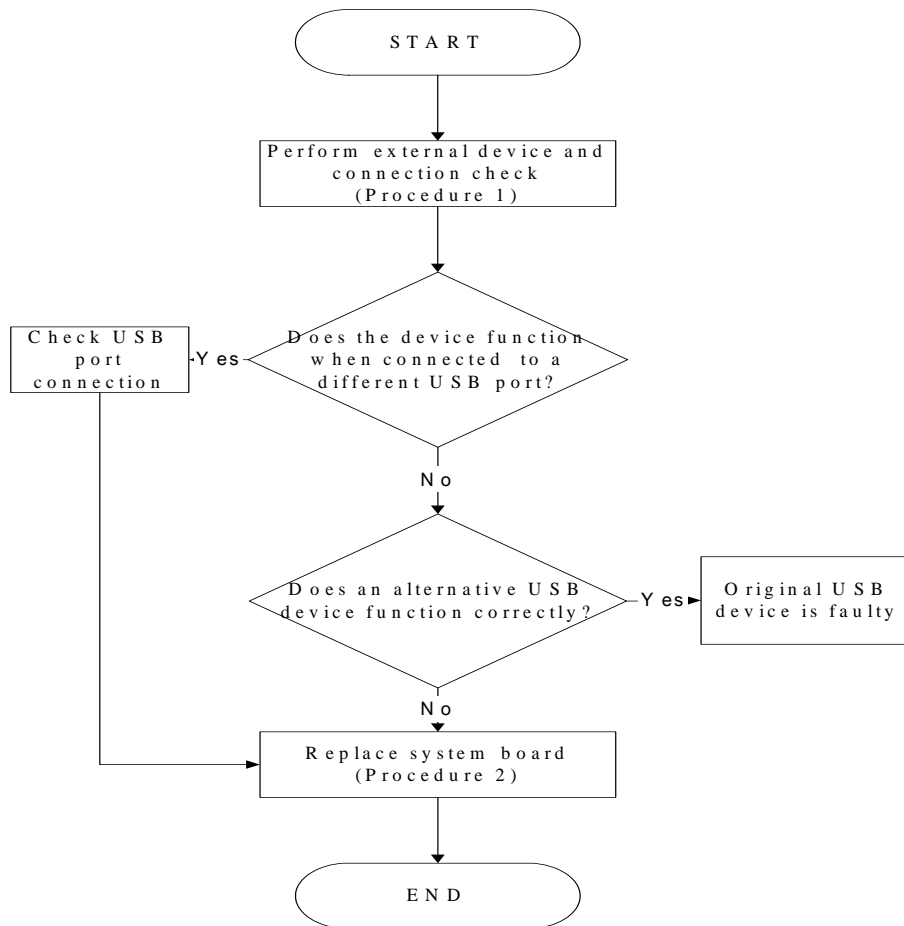 START
Perform external device and
connection check
(Procedure 1)
Does the device function
when connected to a
different USB port?
Yes
Check USB
port
connection
No
Does an alternative USB
device function correctly?
Yes
Original USB
device is faulty
No
Replace system board
(Procedure 2)
END